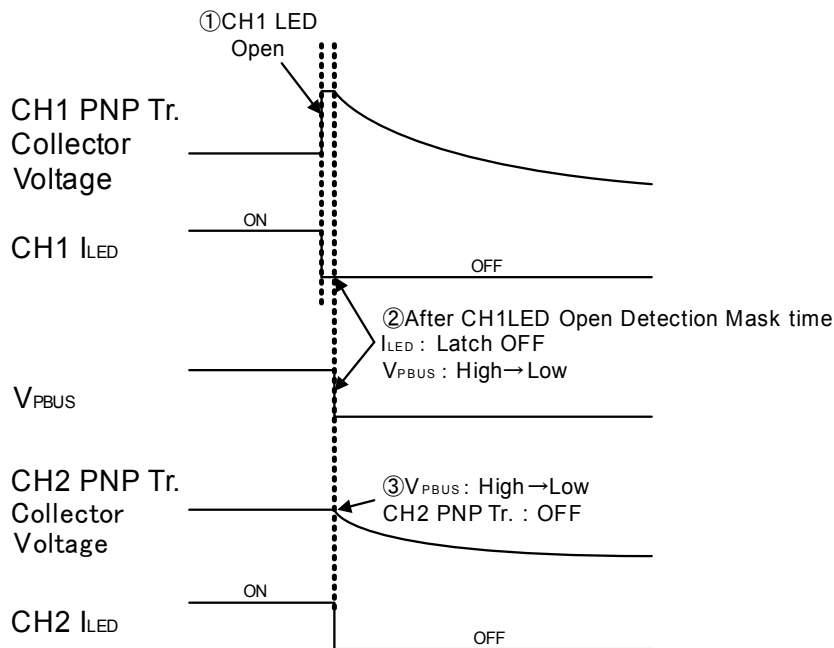 ①CH1 LED
Open
CH1 PNP Tr.
Collector
Voltage
ON
CH1 ILED
OFF
②After CH1LED Open Detection Mask time
ILED : Latch OFF
VPBUS : High→Low
VPBUS
CH2 PNP Tr.
Collector
Voltage
③VPBUS : High→Low
CH2 PNP Tr. : OFF
ON
CH2 ILED
OFF